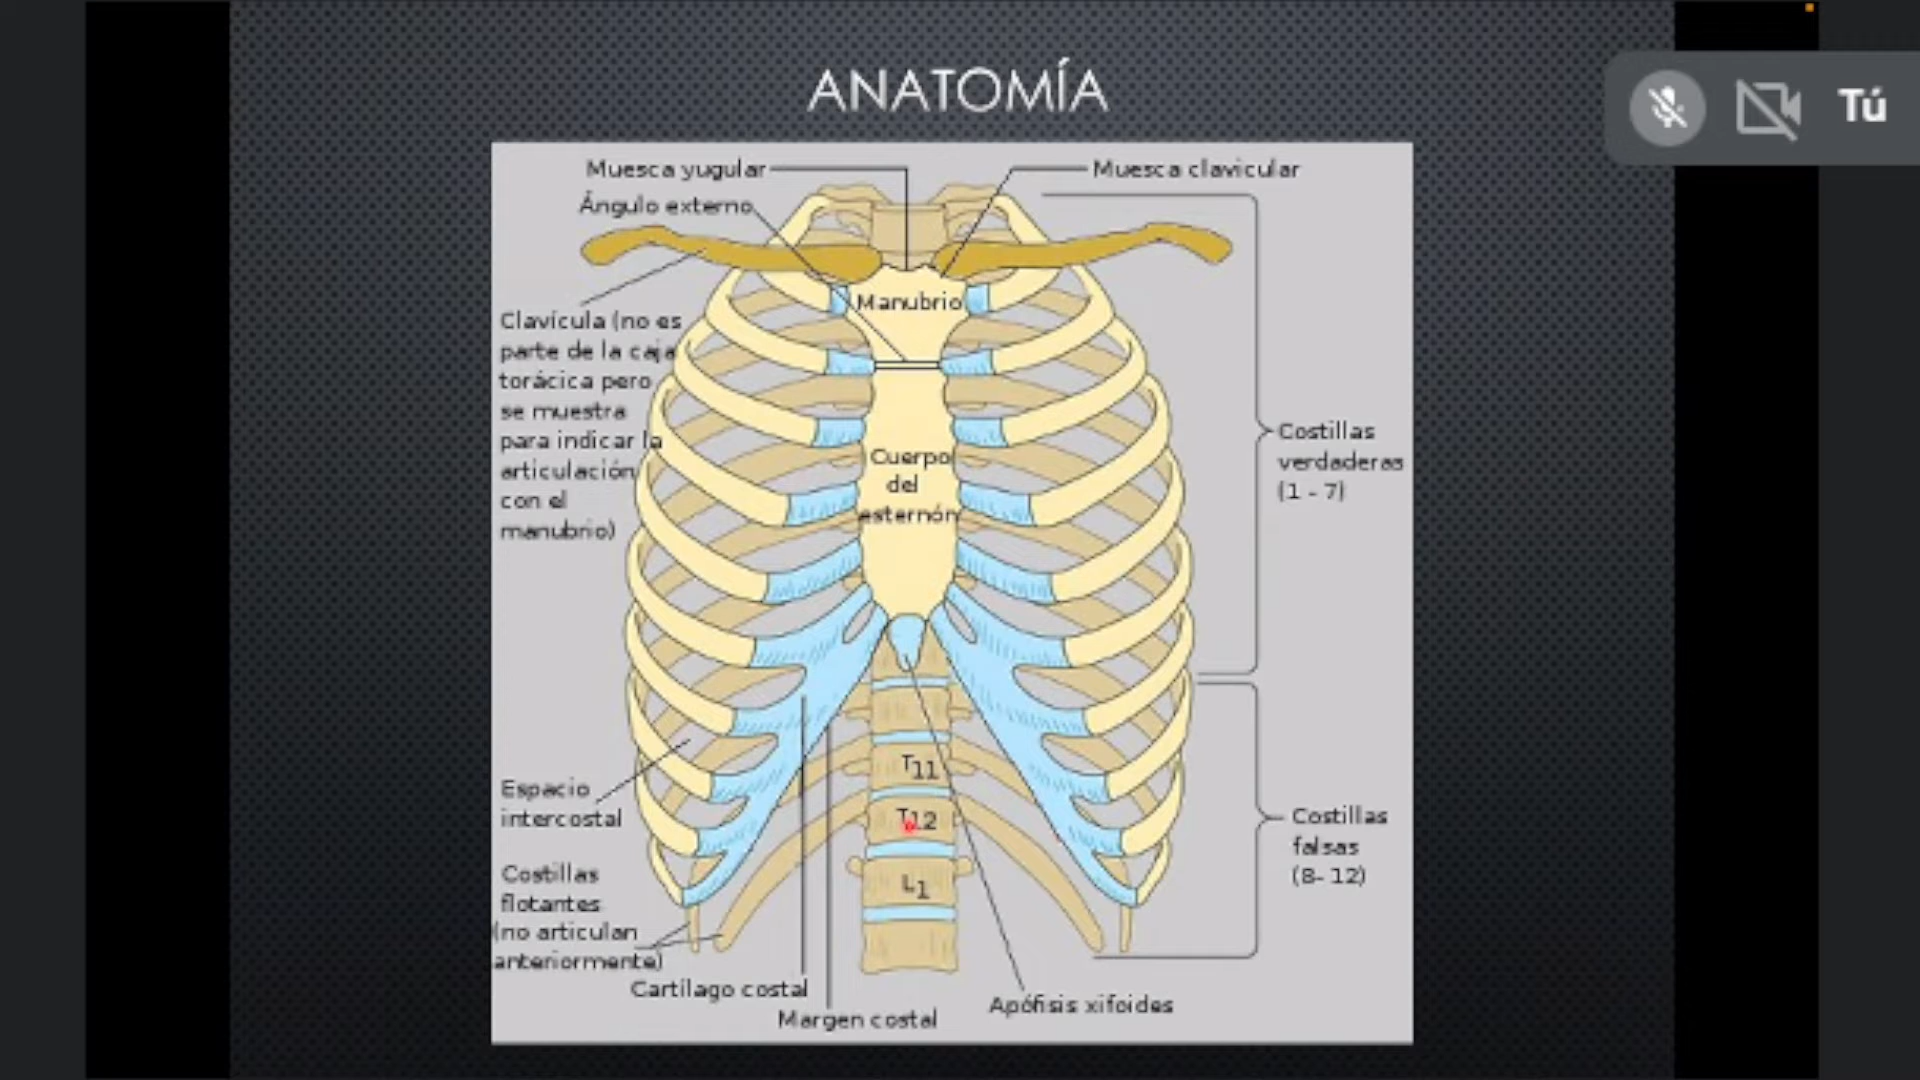 ANATOMÍA
Tú
Muesca yugular
Muesca clavicular
Ángulo externo
Manubrio
Clavícula (no es
parte de la caja
torácica pero
se muestra
para indicar la
articulación
con el
manubrio)
Costillas
verdaderas
(1 - 7)
Cuerpo
del
esternón
T11
T12
L1
Espacio
intercostal
Costillas
falsas
(8- 12)
Costillas
flotantes
(no articulan
anteriormente)
Cartílago costal
Margen costal
Apófisis xifoides